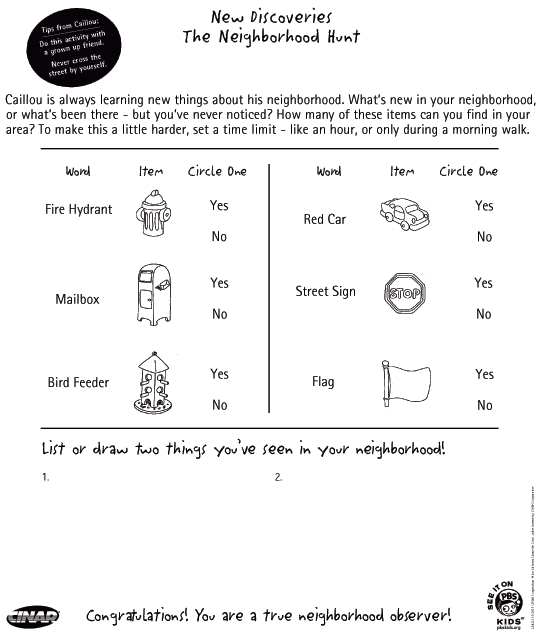 Tips from Caillou:
Do this activity with
a grown up friend.
Never cross the
street by yourself.
New Discoveries
The Neighborhood Hunt
Caillou is always learning new things about his neighborhood. What's new in your neighborhood,
or what's been there - but you've never noticed? How many of these items can you find in your
area? To make this a little harder, set a time limit - like an hour, or only during a morning walk.
Word Item Circle One
Fire Hydrant
Yes
No
Mailbox
Yes
No
Bird Feeder
Yes
No
Word Item Circle One
Red Car
Yes
No
Street Sign
STOP
Yes
No
Flag
Yes
No
List or draw two things you've seen in your neighborhood!
1. 2.
CINAR
Congratulations! You are a true neighborhood observer!
SEE IT ON
PBS
KIDS
pbskids.org